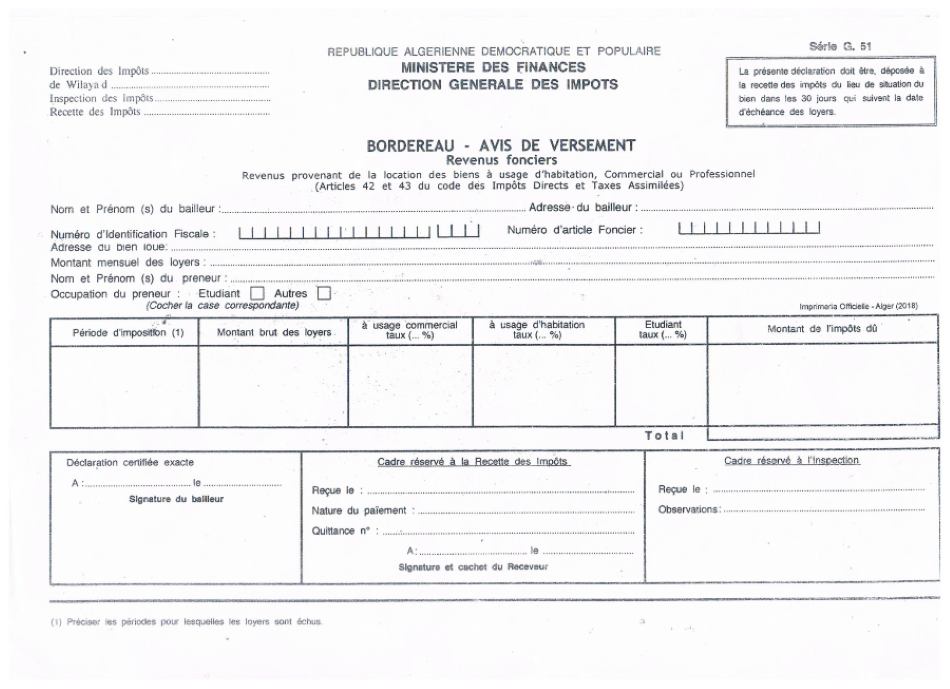 Série G. 51
REPUBLIQUE ALGERIENNE DEMOCRATIQUE ET POPULAIRE
MINISTERE DES FINANCES
DIRECTION GENERALE DES IMPOTS
Direction des Impôts
de Wilaya d
Inspection des Impôts
Recette des Impôts
La présente déclaration doit être, déposée à
la recette des impôts du lieu de situation du
bien dans les 30 jours qui suivent la date
d'échéance des loyers.
BORDEREAU - AVIS DE VERSEMENT
Revenus fonciers
Revenus provenant de la location des biens à usage d'habitation, Commercial ou Professionnel
(Articles 42 et 43 du code des Impôts Directs et Taxes Assimilées)
Nom et Prénom (s) du bailleur : Adresse du bailleur :
Numéro d'Identification Fiscale : Numéro d'article Foncier :
Adresse du bien loué:
Montant mensuel des loyers :
Nom et Prénom (s) du preneur :
Occupation du preneur : Etudiant Autres
(Cocher la case correspondante)
Imprimerie Officielle - Alger (2018)
Période d'imposition (1)
Montant brut des loyers
à usage commercial
taux (... %)
à usage d'habitation
taux (... %)
Etudiant
taux (... %)
Montant de l'impôts dû
Total
Déclaration certifiée exacte
A : le
Signature du bailleur
Cadre réservé à la Recette des Impôts
Reçue le :
Nature du paîement :
Quittance n° :
A : le
Signature et cachet du Receveur
Cadre réservé à l'Inspection
Reçue le :
Observations :
(1) Préciser les périodes pour lesquelles les loyers sont échus.